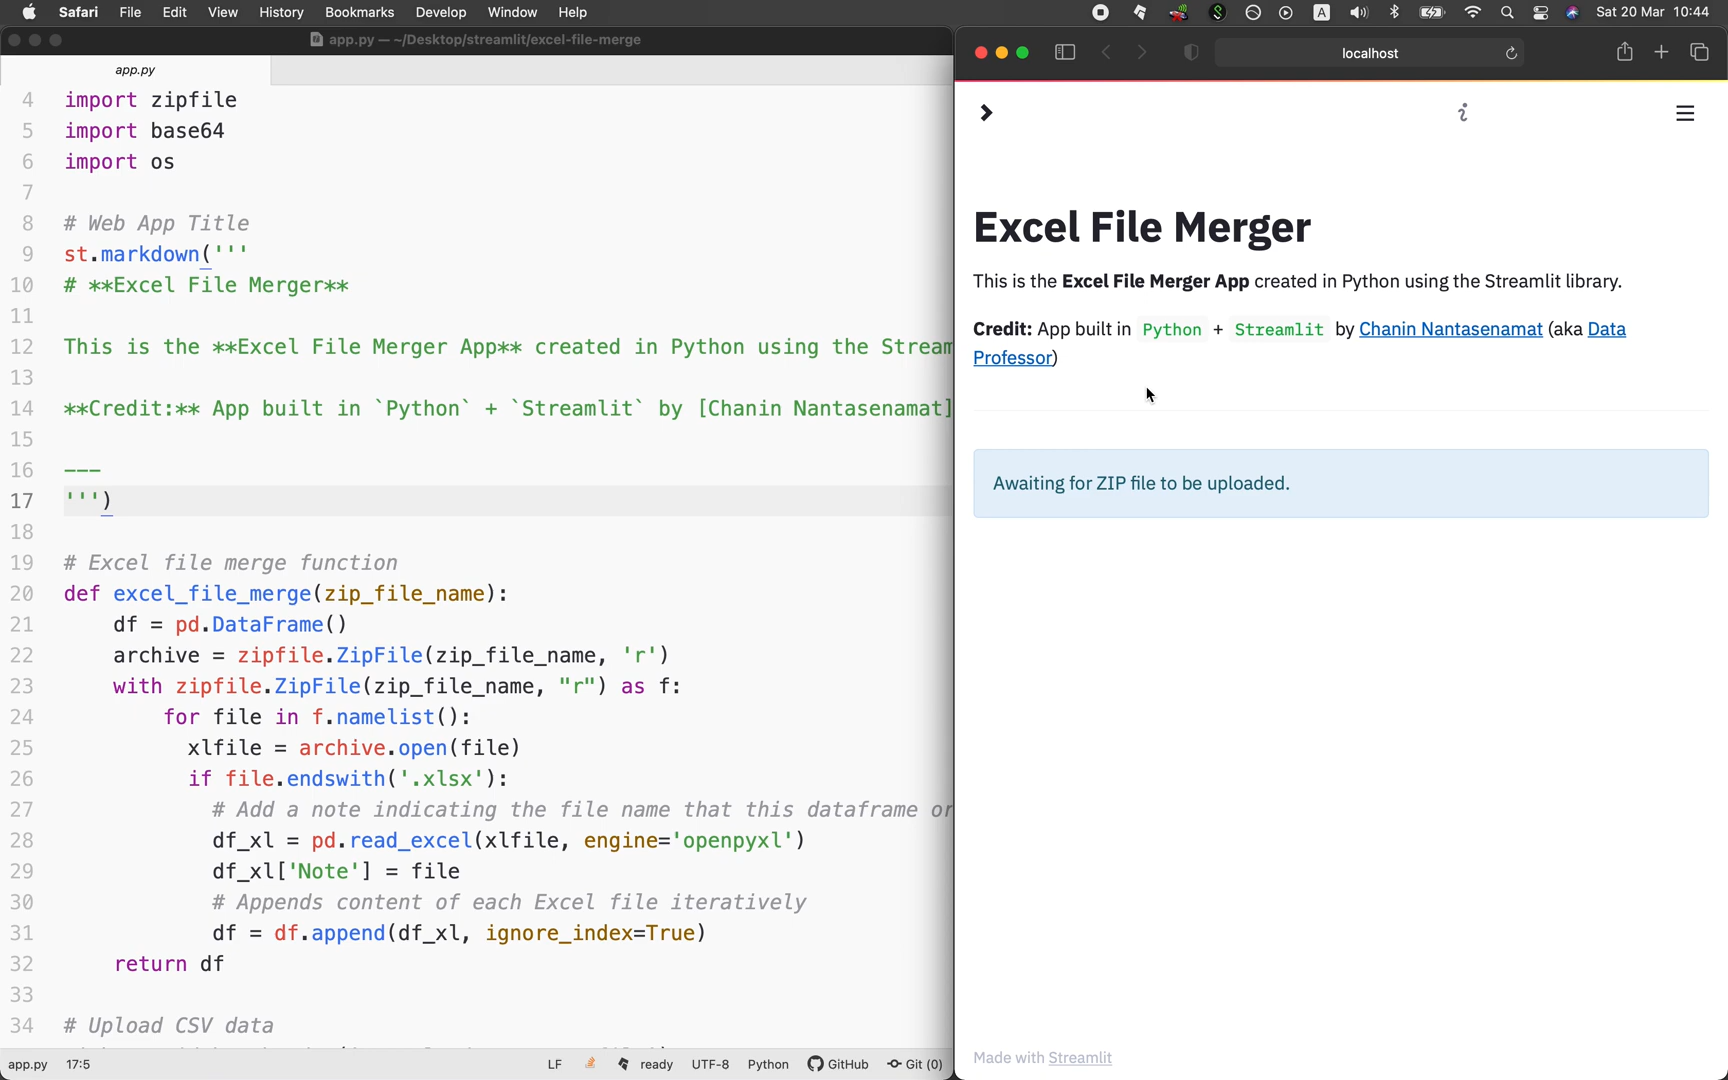 Safari File Edit View History Bookmarks Develop Window Help
A
Sat 20 Mar 10:44
app.py — ~/Desktop/streamlit/excel-file-merge
app.py
4 import zipfile
5 import base64
6 import os
7
8 # Web App Title
9 st.markdown('''
10 # **Excel File Merger**
11
12 This is the **Excel File Merger App** created in Python using the Stream
13
14 **Credit:** App built in `Python` + `Streamlit` by [Chanin Nantasenamat]
15
16 ---
17 ''')
18
19 # Excel file merge function
20 def excel_file_merge(zip_file_name):
21 df = pd.DataFrame()
22 archive = zipfile.ZipFile(zip_file_name, 'r')
23 with zipfile.ZipFile(zip_file_name, "r") as f:
24 for file in f.namelist():
25 xlfile = archive.open(file)
26 if file.endswith('.xlsx'):
27 # Add a note indicating the file name that this dataframe or
28 df_xl = pd.read_excel(xlfile, engine='openpyxl')
29 df_xl['Note'] = file
30 # Appends content of each Excel file iteratively
31 df = df.append(df_xl, ignore_index=True)
32 return df
33
34 # Upload CSV data
app.py 17:5 LF ready UTF-8 Python GitHub Git (0)
localhost
Excel File Merger
This is the Excel File Merger App created in Python using the Streamlit library.
Credit: App built in Python + Streamlit by Chanin Nantasenamat (aka Data
Professor)
Awaiting for ZIP file to be uploaded.
Made with Streamlit